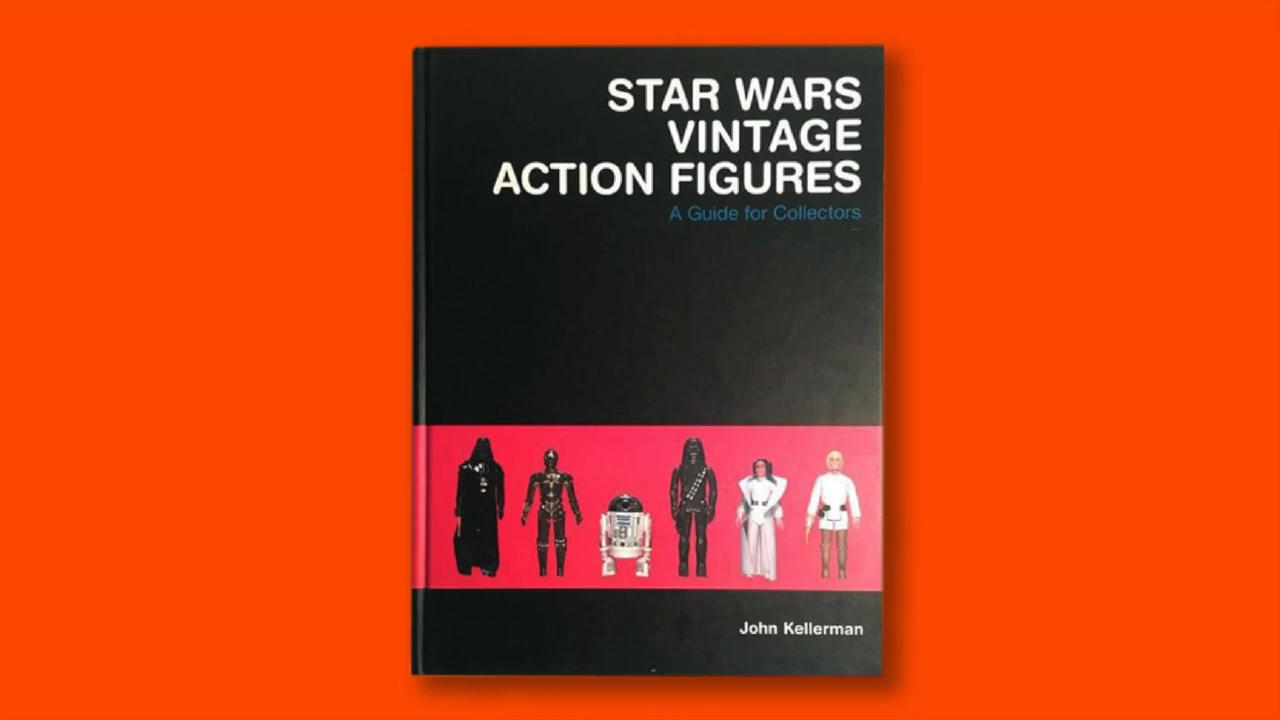 STAR WARS
VINTAGE
ACTION FIGURES
A Guide for Collectors
John Kellerman